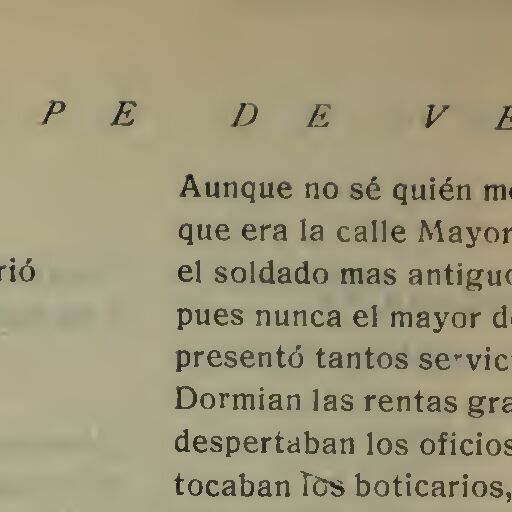 P E D E V E
Aunque no sé quién
que era la calle Mayor
rió
el soldado mas antiguo
pues nunca el mayor
presentó tantos servic
Dormian las rentas gra
despertaban los oficios
tocaban los boticarios,